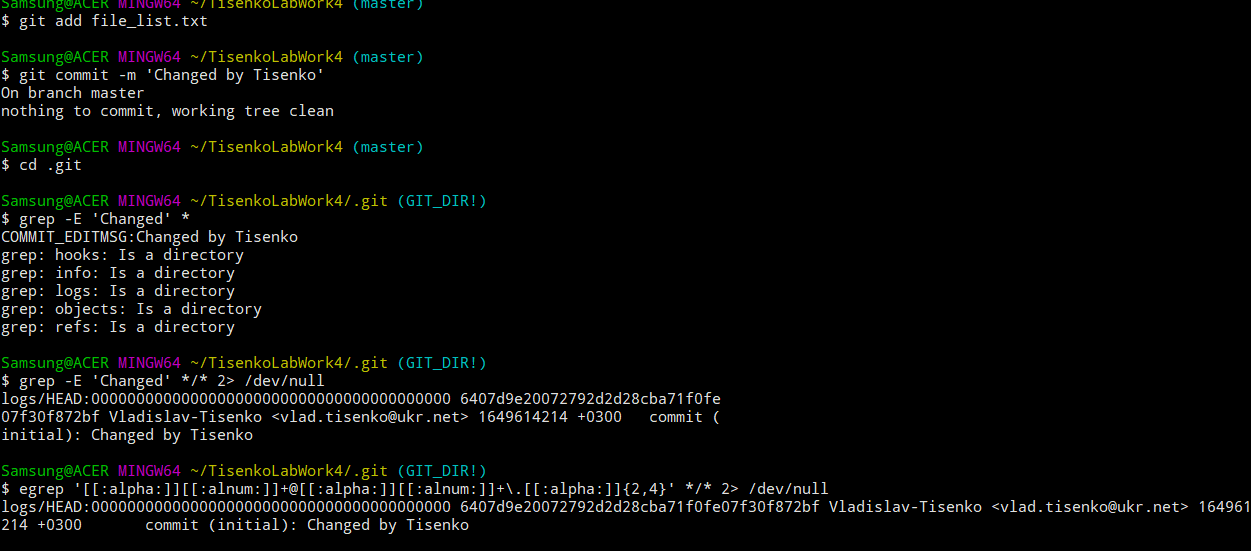 Samsung@ACER MINGW64 ~/TisenkoLabWork4 (master)
$ git add file_list.txt
Samsung@ACER MINGW64 ~/TisenkoLabWork4 (master)
$ git commit -m 'Changed by Tisenko'
On branch master
nothing to commit, working tree clean
Samsung@ACER MINGW64 ~/TisenkoLabWork4 (master)
$ cd .git
Samsung@ACER MINGW64 ~/TisenkoLabWork4/.git (GIT_DIR!)
$ grep -E 'Changed' *
COMMIT_EDITMSG:Changed by Tisenko
grep: hooks: Is a directory
grep: info: Is a directory
grep: logs: Is a directory
grep: objects: Is a directory
grep: refs: Is a directory
Samsung@ACER MINGW64 ~/TisenkoLabWork4/.git (GIT_DIR!)
$ grep -E 'Changed' */* 2> /dev/null
logs/HEAD:0000000000000000000000000000000000000000 6407d9e20072792d2d28cba71f0fe
07f30f872bf Vladislav-Tisenko <vlad.tisenko@ukr.net> 1649614214 +0300   commit (
initial): Changed by Tisenko
Samsung@ACER MINGW64 ~/TisenkoLabWork4/.git (GIT_DIR!)
$ egrep '[[:alpha:]][[:alnum:]]+@[[:alpha:]][[:alnum:]]+\.[[:alpha:]]{2,4}' */* 2> /dev/null
logs/HEAD:0000000000000000000000000000000000000000 6407d9e20072792d2d28cba71f0fe07f30f872bf Vladislav-Tisenko <vlad.tisenko@ukr.net> 164961
214 +0300       commit (initial): Changed by Tisenko